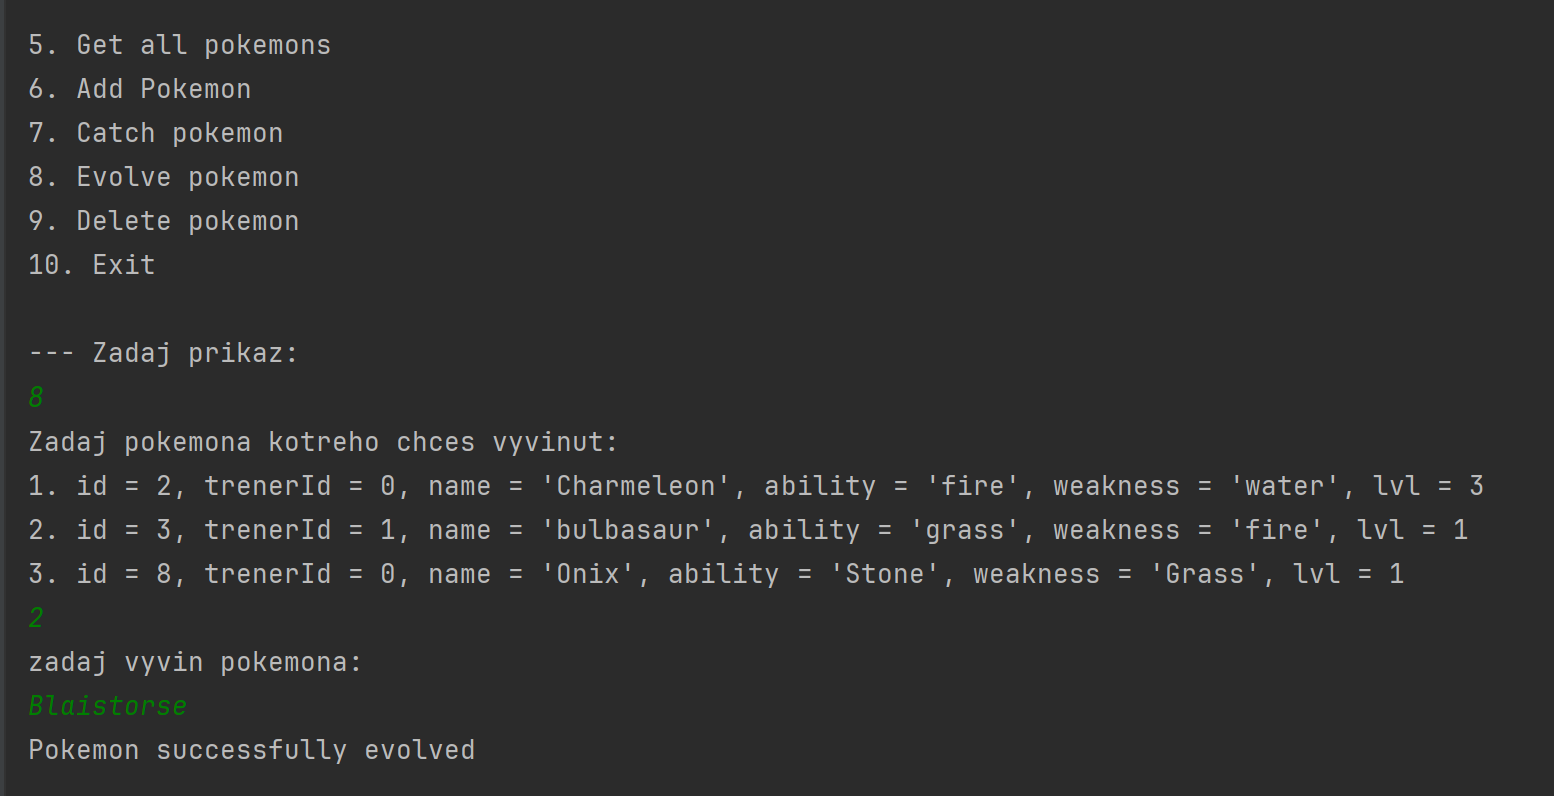 5. Get all pokemons
6. Add Pokemon
7. Catch pokemon
8. Evolve pokemon
9. Delete pokemon
10. Exit
--- Zadaj prikaz:
8
Zadaj pokemona kotreho chces vyvinut:
1. id = 2, trenerId = 0, name = 'Charmeleon', ability = 'fire', weakness = 'water', lvl = 3
2. id = 3, trenerId = 1, name = 'bulbasaur', ability = 'grass', weakness = 'fire', lvl = 1
3. id = 8, trenerId = 0, name = 'Onix', ability = 'Stone', weakness = 'Grass', lvl = 1
2
zadaj vyvin pokemona:
Blaistorse
Pokemon successfully evolved